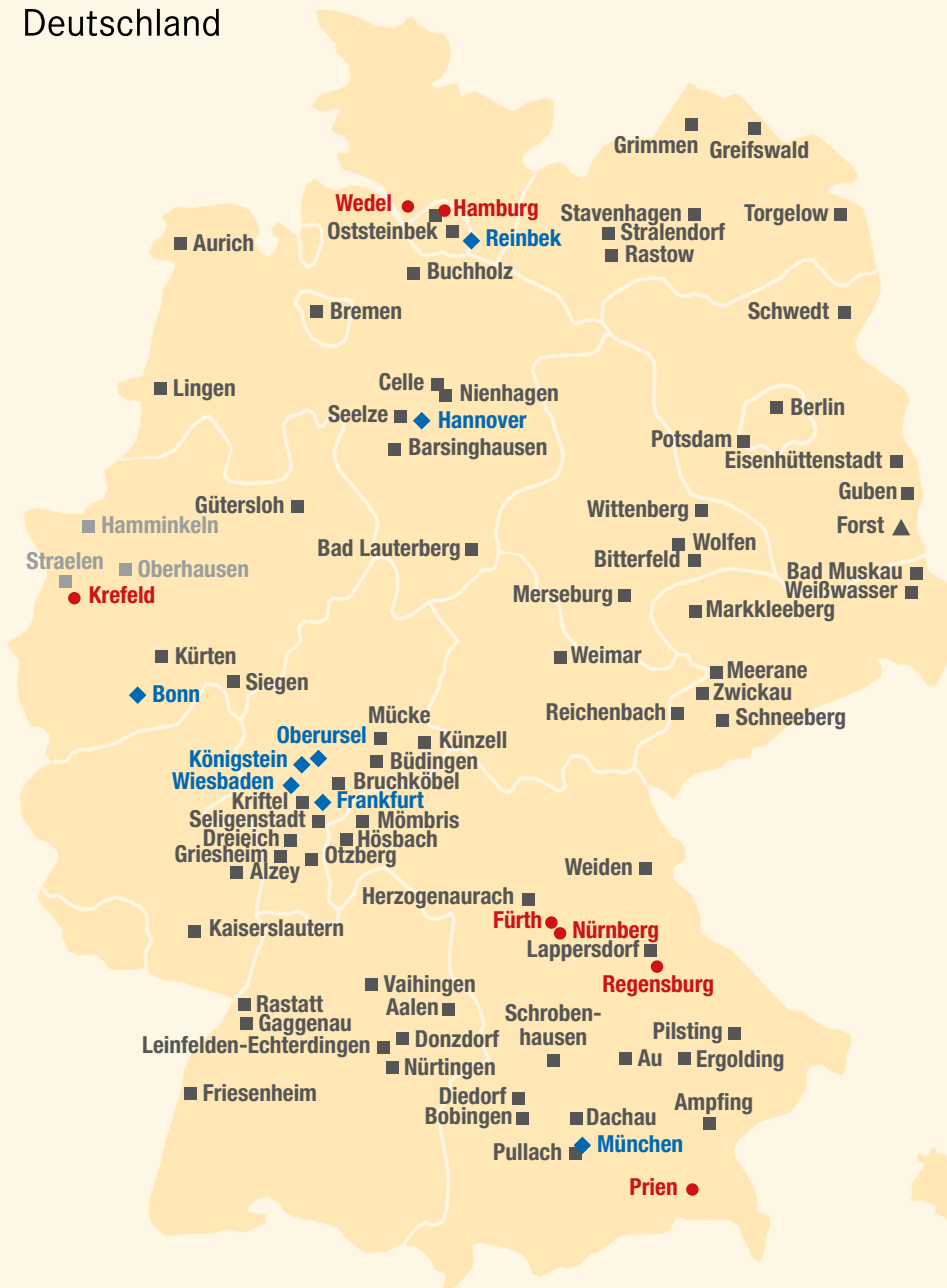 Deutschland
Grimmen
Greifswald
Wedel
Hamburg
Stavenhagen
Torgelow
Oststeinbek
Reinbek
Stralendorf
Aurich
Rastow
Buchholz
Bremen
Schwedt
Celle
Lingen
Nienhagen
Seelze
Hannover
Berlin
Barsinghausen
Potsdam
Eisenhüttenstadt
Guben
Gütersloh
Wittenberg
Hamminkeln
Forst
Wolfen
Bad Lauterberg
Straelen
Bitterfeld
Oberhausen
Bad Muskau
Weißwasser
Krefeld
Merseburg
Markkleeberg
Kürten
Weimar
Siegen
Meerane
Bonn
Zwickau
Reichenbach
Mücke
Schneeberg
Oberursel
Künzell
Königstein
Büdingen
Wiesbaden
Bruchköbel
Kriftel
Frankfurt
Seligenstadt
Mömbris
Dreieich
Hösbach
Griesheim
Otzberg
Alzey
Weiden
Herzogenaurach
Fürth
Kaiserslautern
Nürnberg
Lappersdorf
Regensburg
Vaihingen
Rastatt
Aalen
Schroben-
hausen
Gaggenau
Pilsting
Leinfelden-Echterdingen
Donzdorf
Au
Ergolding
Nürtingen
Friesenheim
Diedorf
Ampfing
Bobingen
Dachau
München
Pullach
Prien